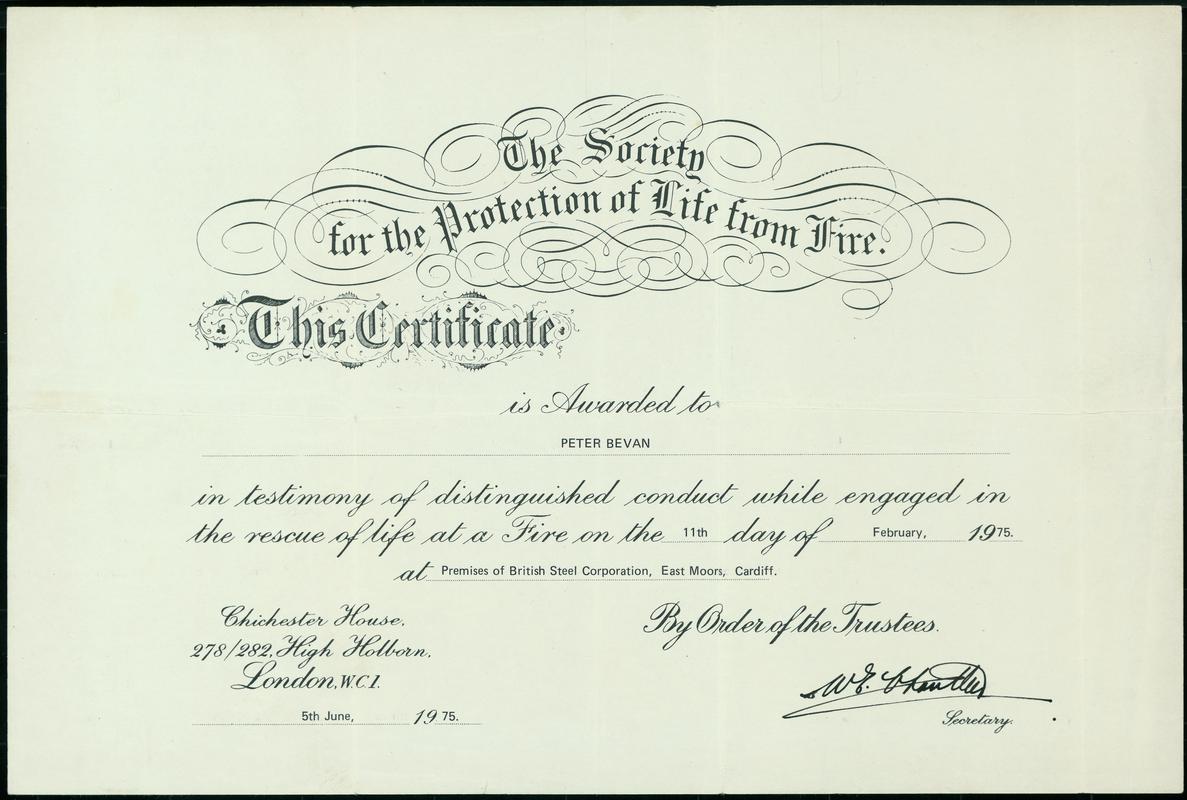 The Society
for the Protection of Life from Fire.
This Certificate
is Awarded to
PETER BEVAN
in testimony of distinguished conduct while engaged in
the rescue of life at a Fire on the 11th day of February, 1975.
at Premises of British Steel Corporation, East Moors, Cardiff.
Chichester House,
278/282, High Holborn,
London, W.C.1.
5th June, 1975.
By Order of the Trustees.
W.E. Chandler
Secretary.